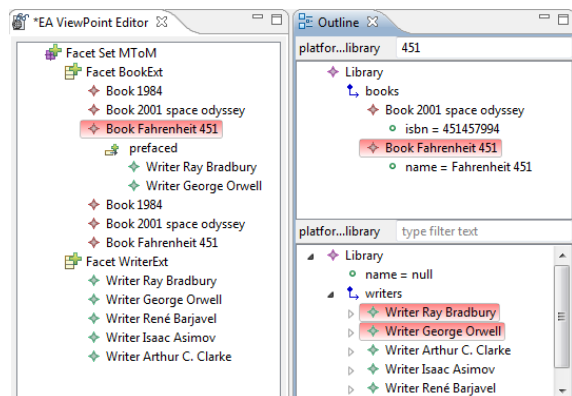 *EA ViewPoint Editor
Facet Set MToM
Facet BookExt
Book 1984
Book 2001 space odyssey
Book Fahrenheit 451
prefaced
Writer Ray Bradbury
Writer George Orwell
Book 1984
Book 2001 space odyssey
Book Fahrenheit 451
Facet WriterExt
Writer Ray Bradbury
Writer George Orwell
Writer René Barjavel
Writer Isaac Asimov
Writer Arthur C. Clarke
Outline
platfor...library 451
Library
books
Book 2001 space odyssey
isbn = 451457994
Book Fahrenheit 451
name = Fahrenheit 451
platfor...library type filter text
Library
name = null
writers
Writer Ray Bradbury
Writer George Orwell
Writer Arthur C. Clarke
Writer Isaac Asimov
Writer René Barjavel